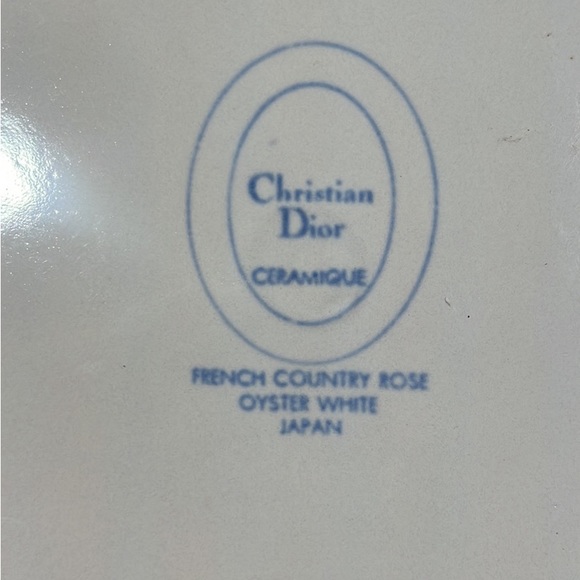 Christian
Dior
CERAMIQUE
FRENCH COUNTRY ROSE
OYSTER WHITE
JAPAN